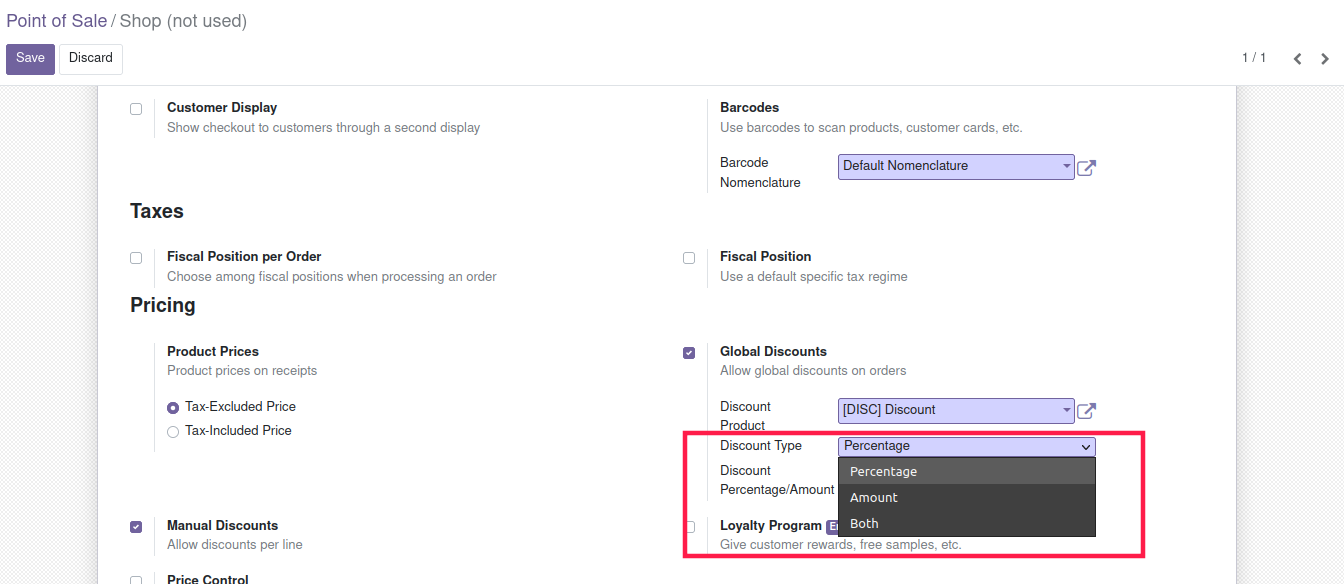 Point of Sale / Shop (not used)
Save Discard 1 / 1
Customer Display
Show checkout to customers through a second display
Barcodes
Use barcodes to scan products, customer cards, etc.
Barcode
Nomenclature
Default Nomenclature
Taxes
Fiscal Position per Order
Choose among fiscal positions when processing an order
Fiscal Position
Use a default specific tax regime
Pricing
Product Prices
Product prices on receipts
Tax-Excluded Price
Tax-Included Price
Global Discounts
Allow global discounts on orders
Discount
Product
[DISC] Discount
Discount Type
Percentage
Discount
Percentage/Amount
Percentage
Amount
Both
Manual Discounts
Allow discounts per line
Loyalty Program
Give customer rewards, free samples, etc.
Price Control